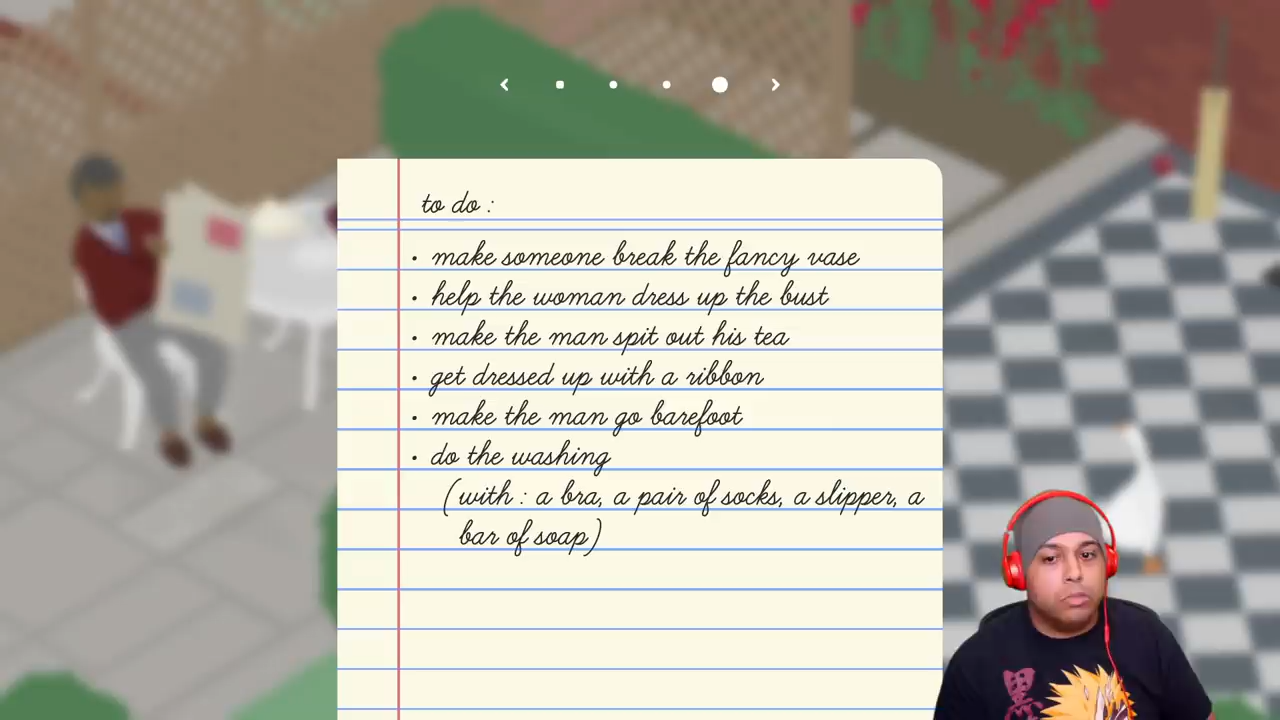 to do :
• make someone break the fancy vase
• help the woman dress up the bust
• make the man spit out his tea
• get dressed up with a ribbon
• make the man go barefoot
• do the washing
(with : a bra, a pair of socks, a slipper, a
bar of soap)
黒